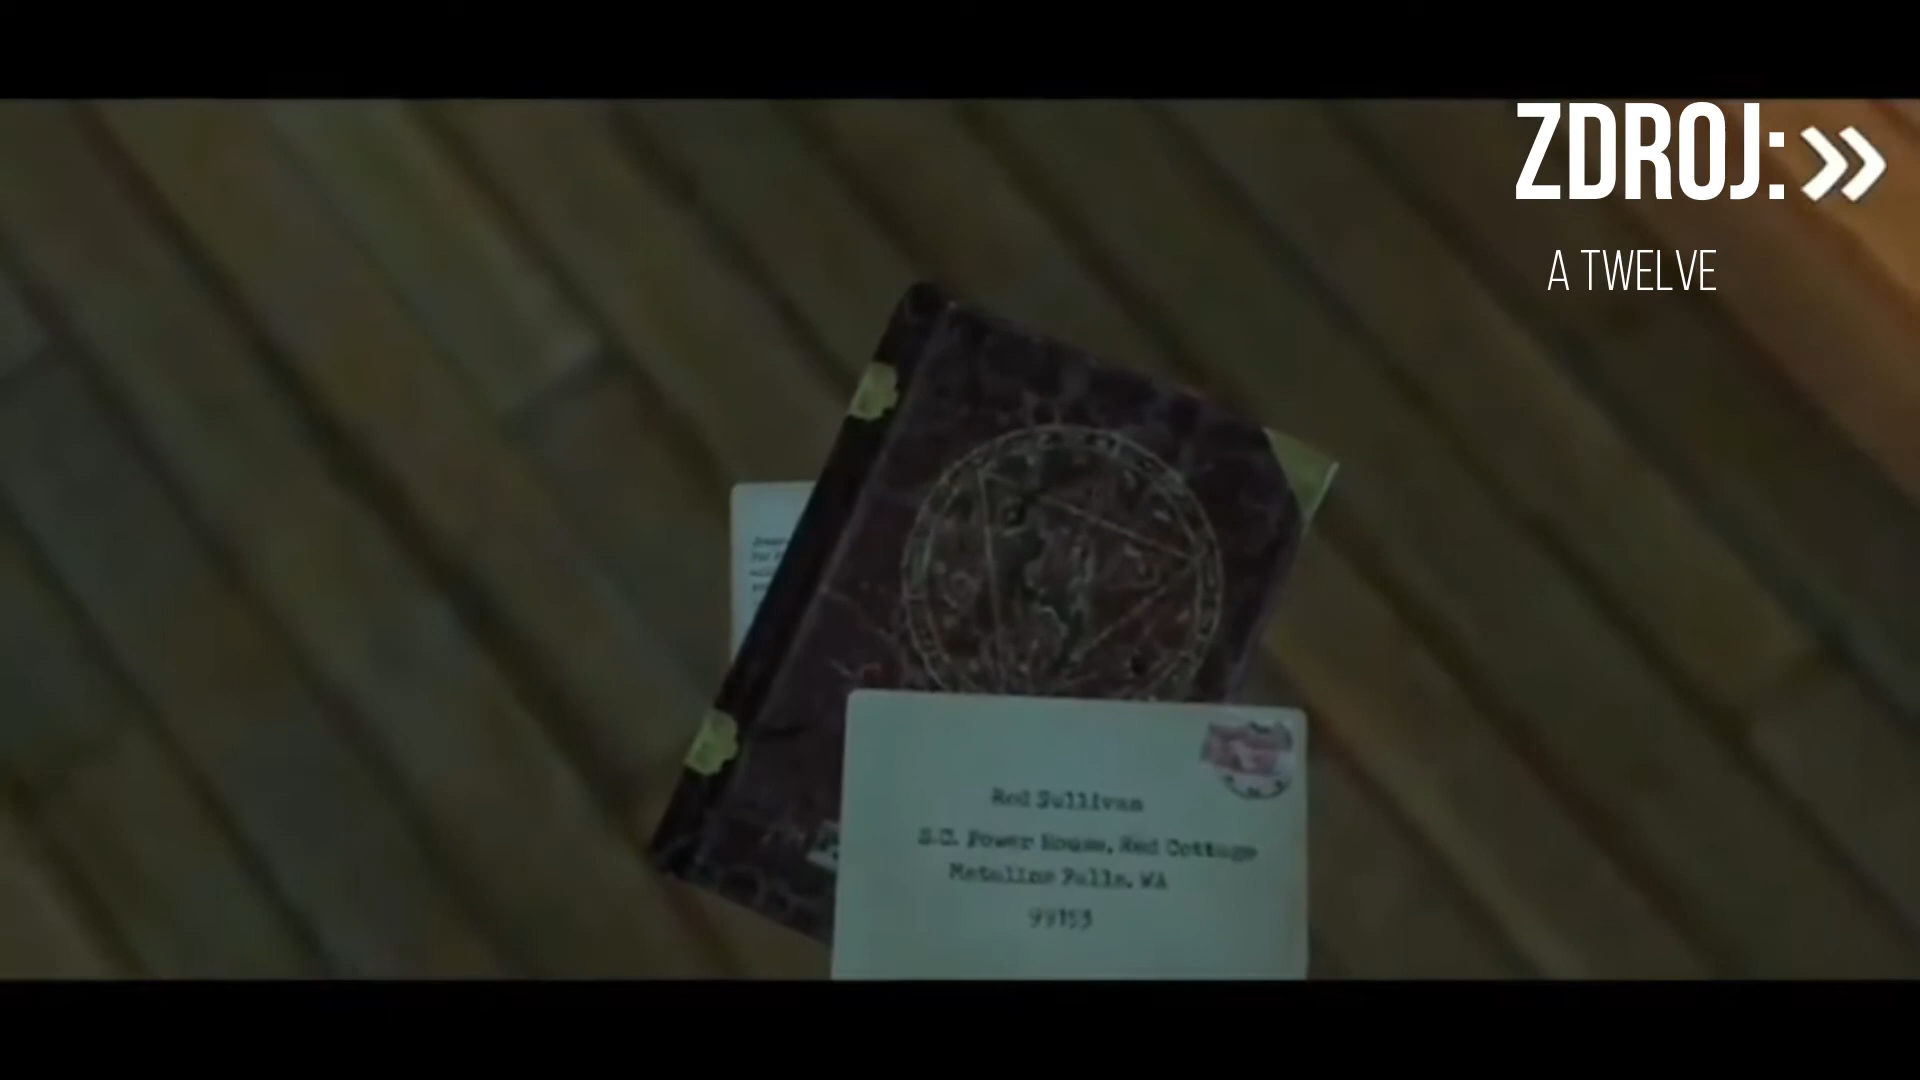 ZDROJ:
A TWELVE
Red Sullivan
S.C. Power House, Red Cottage
Metaline Falls, WA
99153